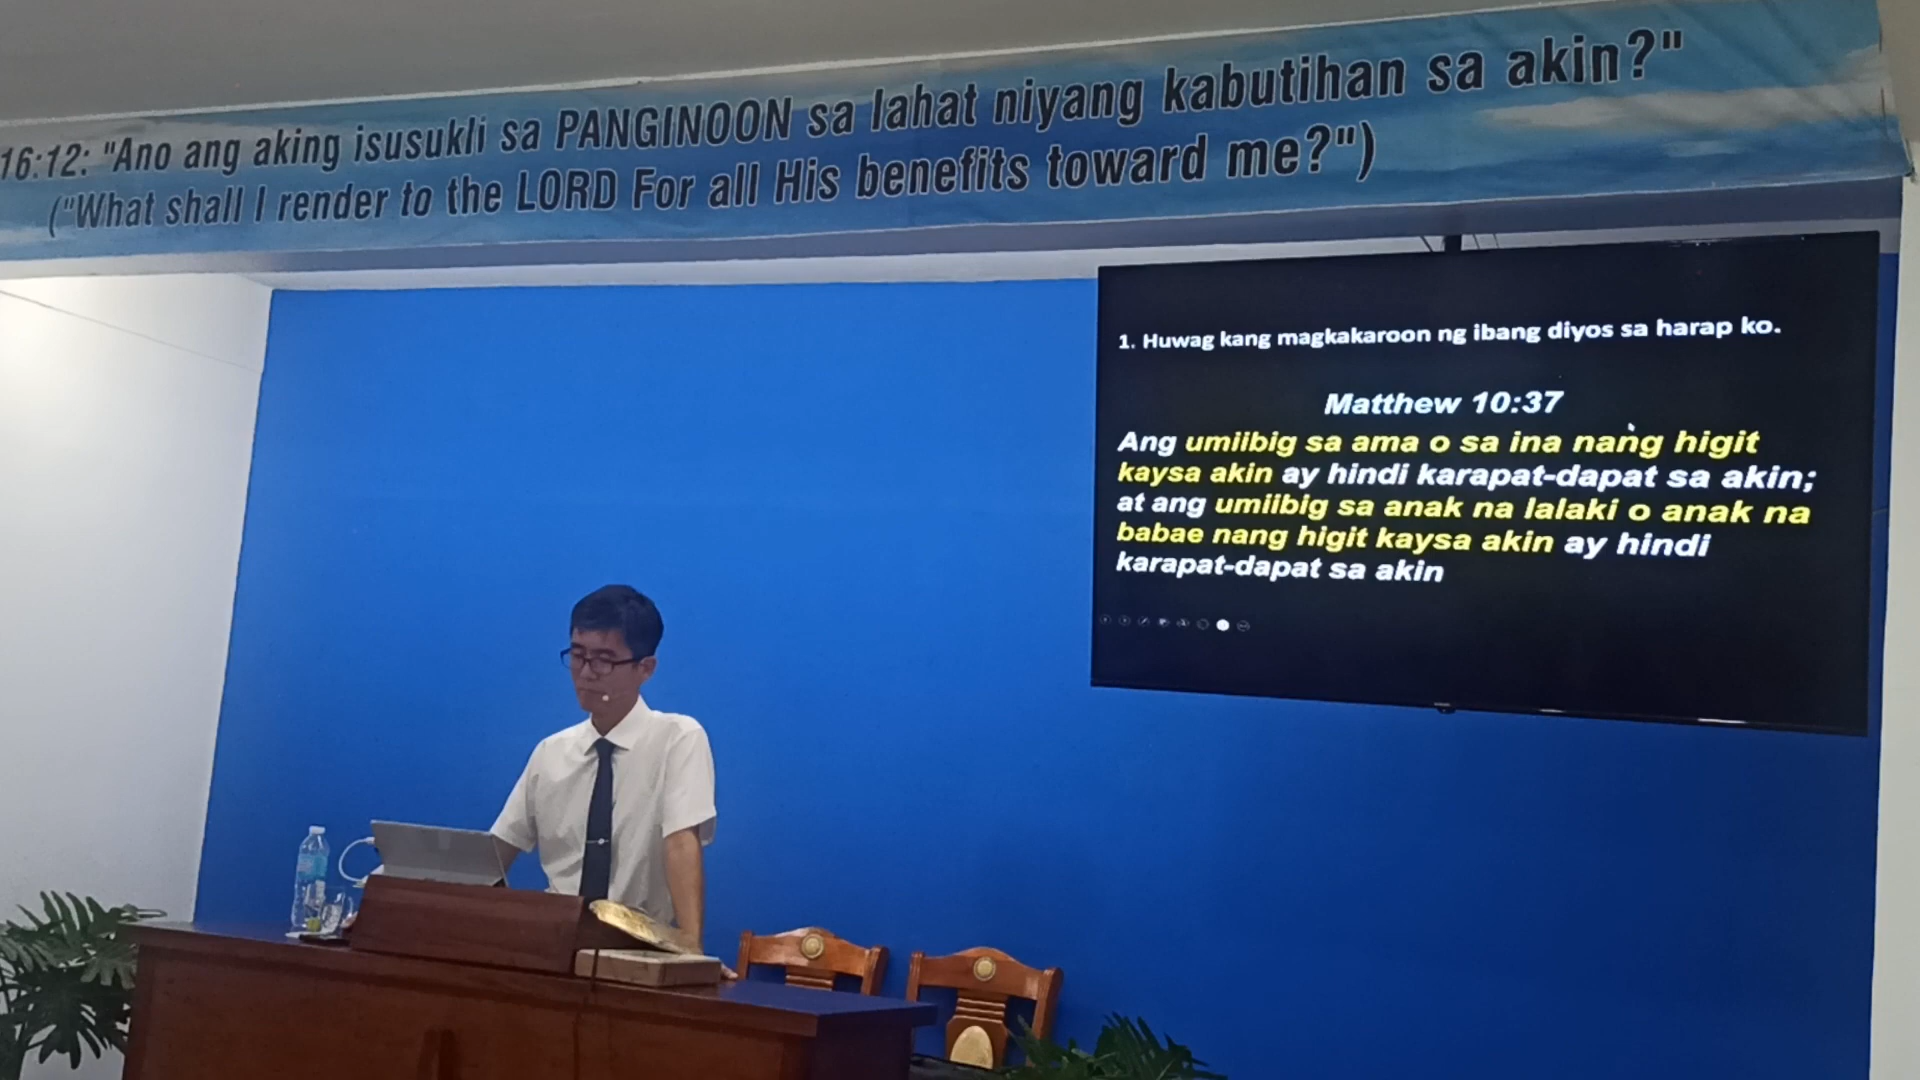 16:12: "Ano ang aking isusukli sa PANGINOON sa lahat niyang kabutihan sa akin?"
("What shall I render to the LORD For all His benefits toward me?")
1. Huwag kang magkakaroon ng ibang diyos sa harap ko.
Matthew 10:37
Ang umiibig sa ama o sa ina nang higit
kaysa akin ay hindi karapat-dapat sa akin;
at ang umiibig sa anak na lalaki o anak na
babae nang higit kaysa akin ay hindi
karapat-dapat sa akin